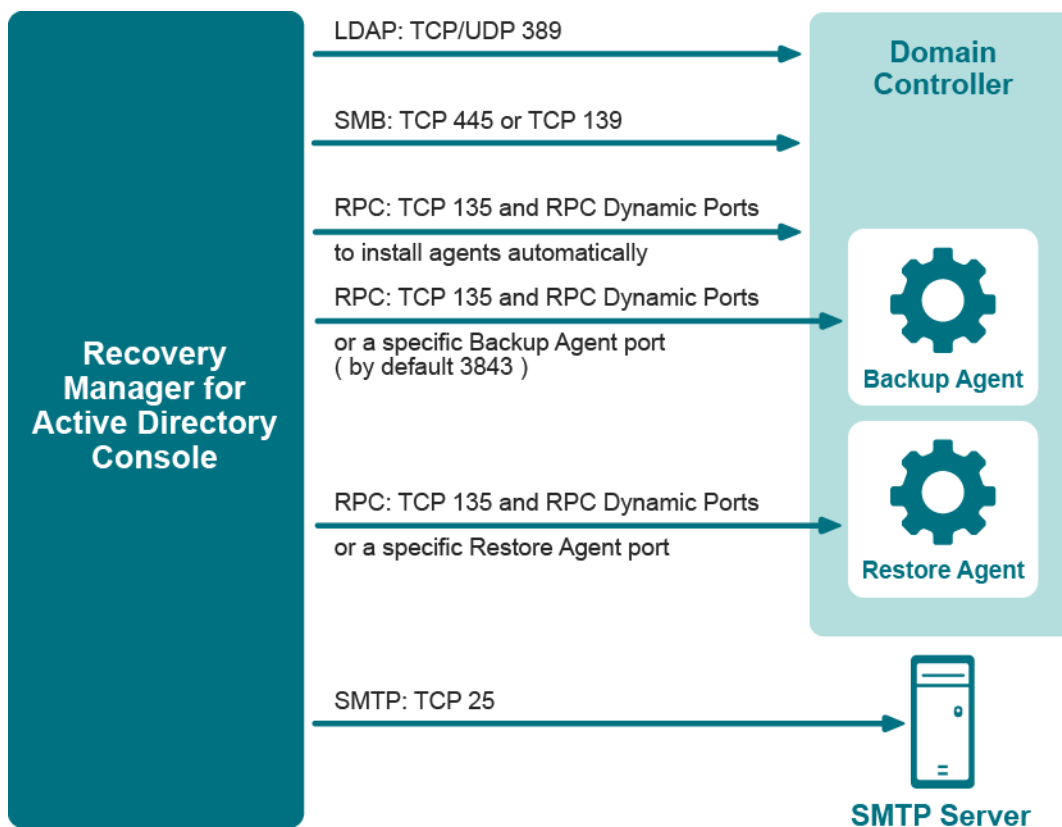 LDAP: TCP/UDP 389
Domain
Controller
SMB: TCP 445 or TCP 139
RPC: TCP 135 and RPC Dynamic Ports
to install agents automatically
RPC: TCP 135 and RPC Dynamic Ports
or a specific Backup Agent port
( by default 3843 )
Backup Agent
Recovery
Manager for
Active Directory
Console
RPC: TCP 135 and RPC Dynamic Ports
or a specific Restore Agent port
Restore Agent
SMTP: TCP 25
SMTP Server